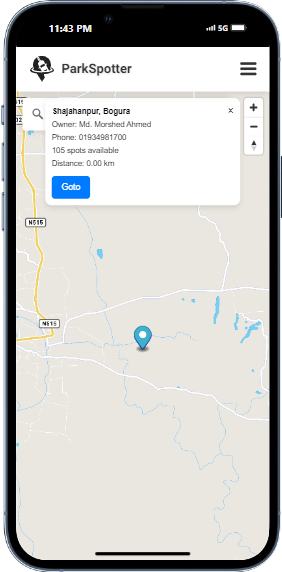 11:43 PM
5G
ParkSpotter
Shajahanpur, Bogura
Owner: Md. Morshed Ahmed
Phone: 01934981700
105 spots available
Distance: 0.00 km
Goto
N515
N515